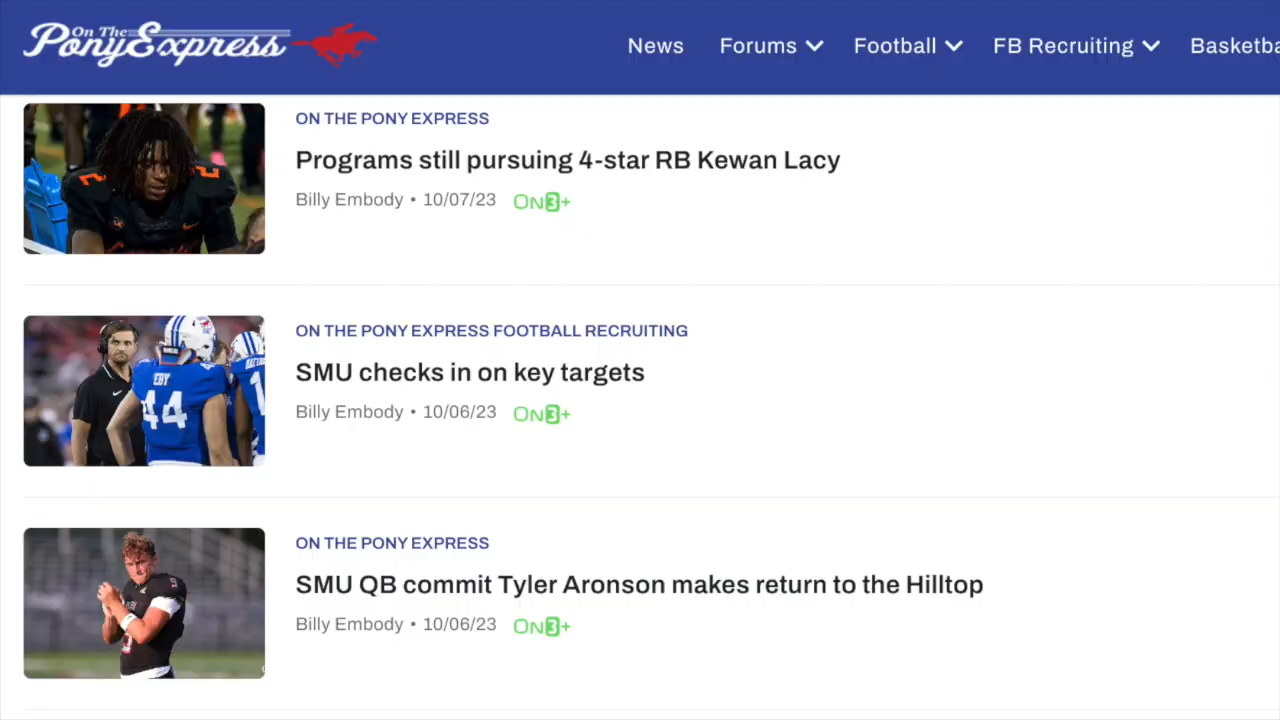 On The
PonyExpress
News Forums Football FB Recruiting Basketba
ON THE PONY EXPRESS
Programs still pursuing 4-star RB Kewan Lacy
Billy Embody • 10/07/23 ON3+
ON THE PONY EXPRESS FOOTBALL RECRUITING
SMU checks in on key targets
Billy Embody • 10/06/23 ON3+
EBY
44
ON THE PONY EXPRESS
SMU QB commit Tyler Aronson makes return to the Hilltop
Billy Embody • 10/06/23 ON3+